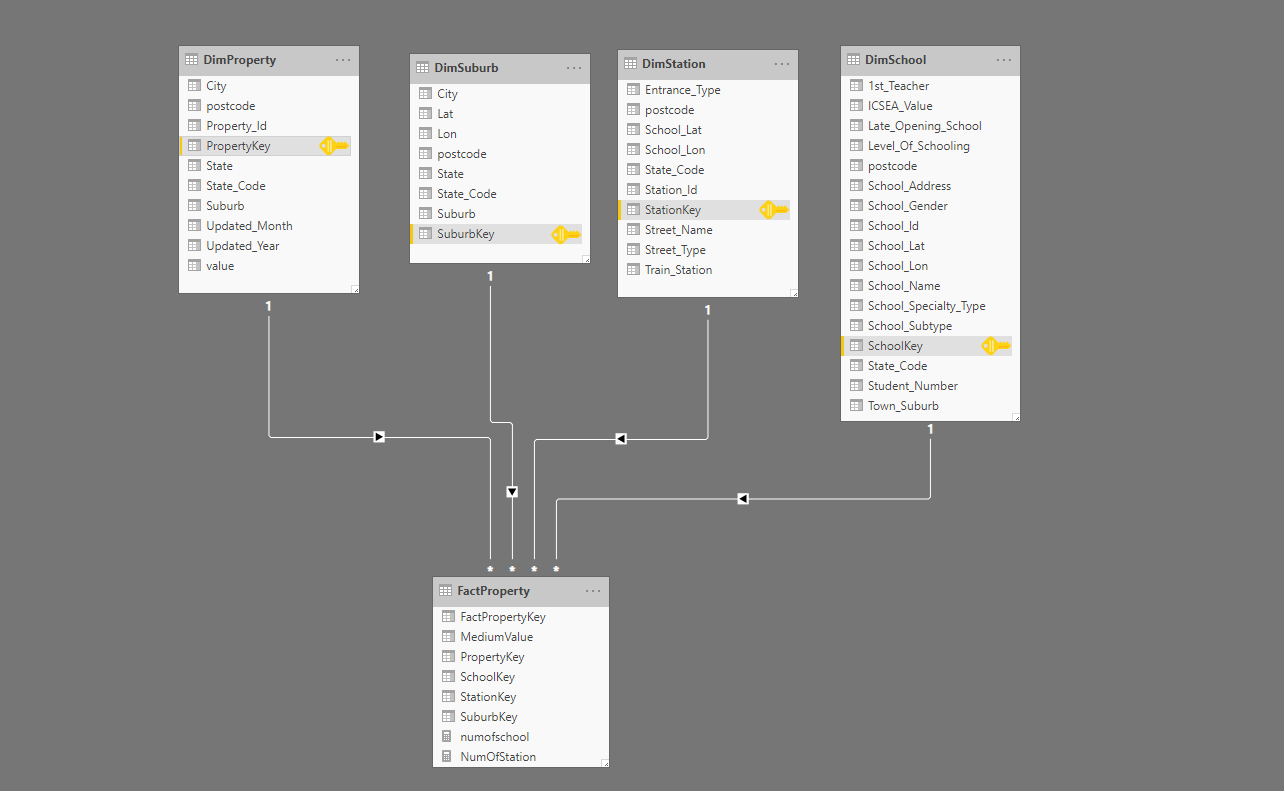 DimProperty ...
City
postcode
Property_Id
PropertyKey
State
State_Code
Suburb
Updated_Month
Updated_Year
value
1
DimSuburb ...
City
Lat
Lon
postcode
State
State_Code
Suburb
SuburbKey
1
DimStation ...
Entrance_Type
postcode
School_Lat
School_Lon
State_Code
Station_Id
StationKey
Street_Name
Street_Type
Train_Station
1
DimSchool ...
1st_Teacher
ICSEA_Value
Late_Opening_School
Level_Of_Schooling
postcode
School_Address
School_Gender
School_Id
School_Lat
School_Lon
School_Name
School_Specialty_Type
School_Subtype
SchoolKey
State_Code
Student_Number
Town_Suburb
1
* * * *
FactProperty ...
FactPropertyKey
MediumValue
PropertyKey
SchoolKey
StationKey
SuburbKey
numofschool
NumOfStation